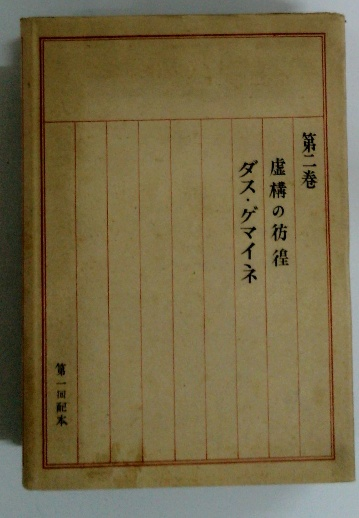 第二巻
虚構の彷徨
ダス・ゲマイネ
第一回配本